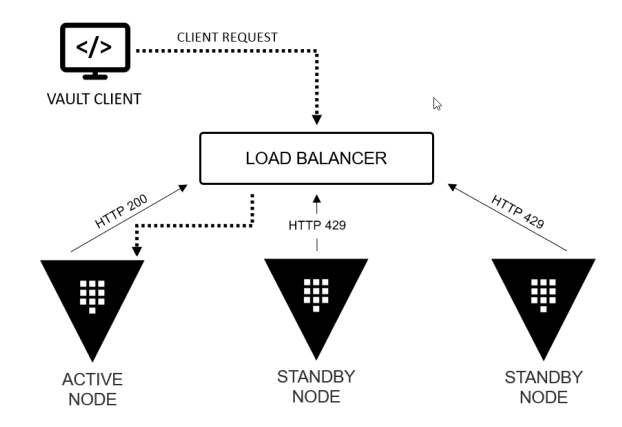 </>
CLIENT REQUEST
VAULT CLIENT
LOAD BALANCER
HTTP 200
HTTP 429
HTTP 429
ACTIVE
NODE
STANDBY
NODE
STANDBY
NODE